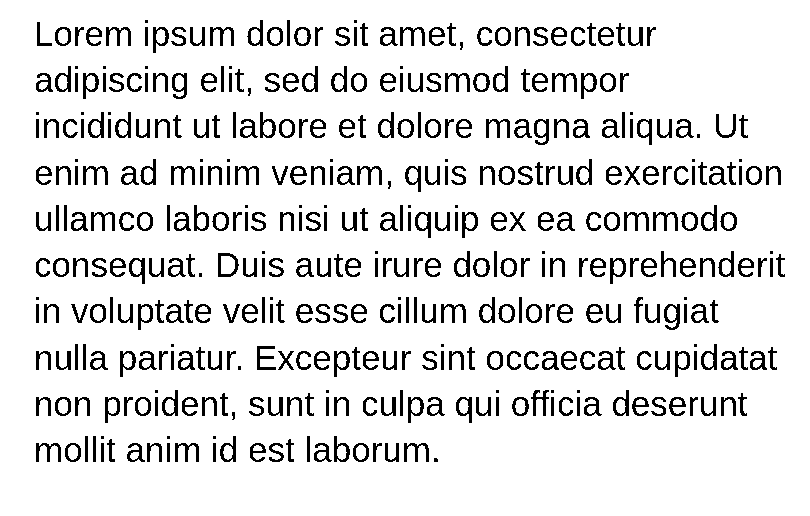 Lorem ipsum dolor sit amet, consectetur
adipiscing elit, sed do eiusmod tempor
incididunt ut labore et dolore magna aliqua. Ut
enim ad minim veniam, quis nostrud exercitation
ullamco laboris nisi ut aliquip ex ea commodo
consequat. Duis aute irure dolor in reprehenderit
in voluptate velit esse cillum dolore eu fugiat
nulla pariatur. Excepteur sint occaecat cupidatat
non proident, sunt in culpa qui officia deserunt
mollit anim id est laborum.